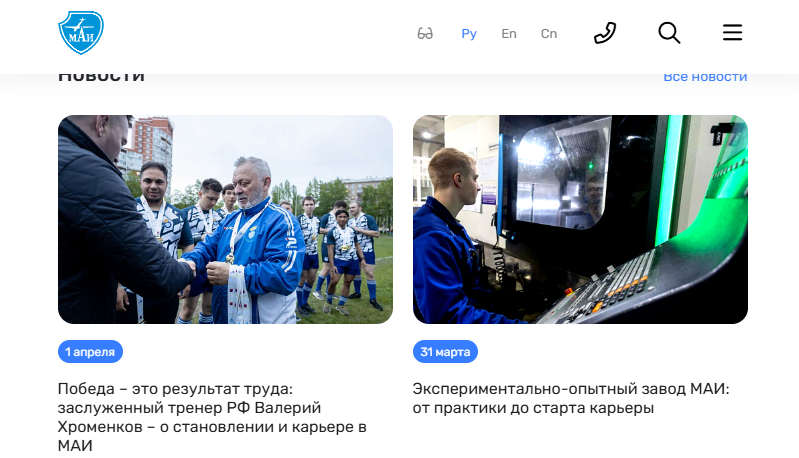 МАИ
Ру En Cn
Новости
Все новости
1 апреля
Победа – это результат труда:
заслуженный тренер РФ Валерий
Хроменков – о становлении и карьере в
МАИ
31 марта
Экспериментально-опытный завод МАИ:
от практики до старта карьеры